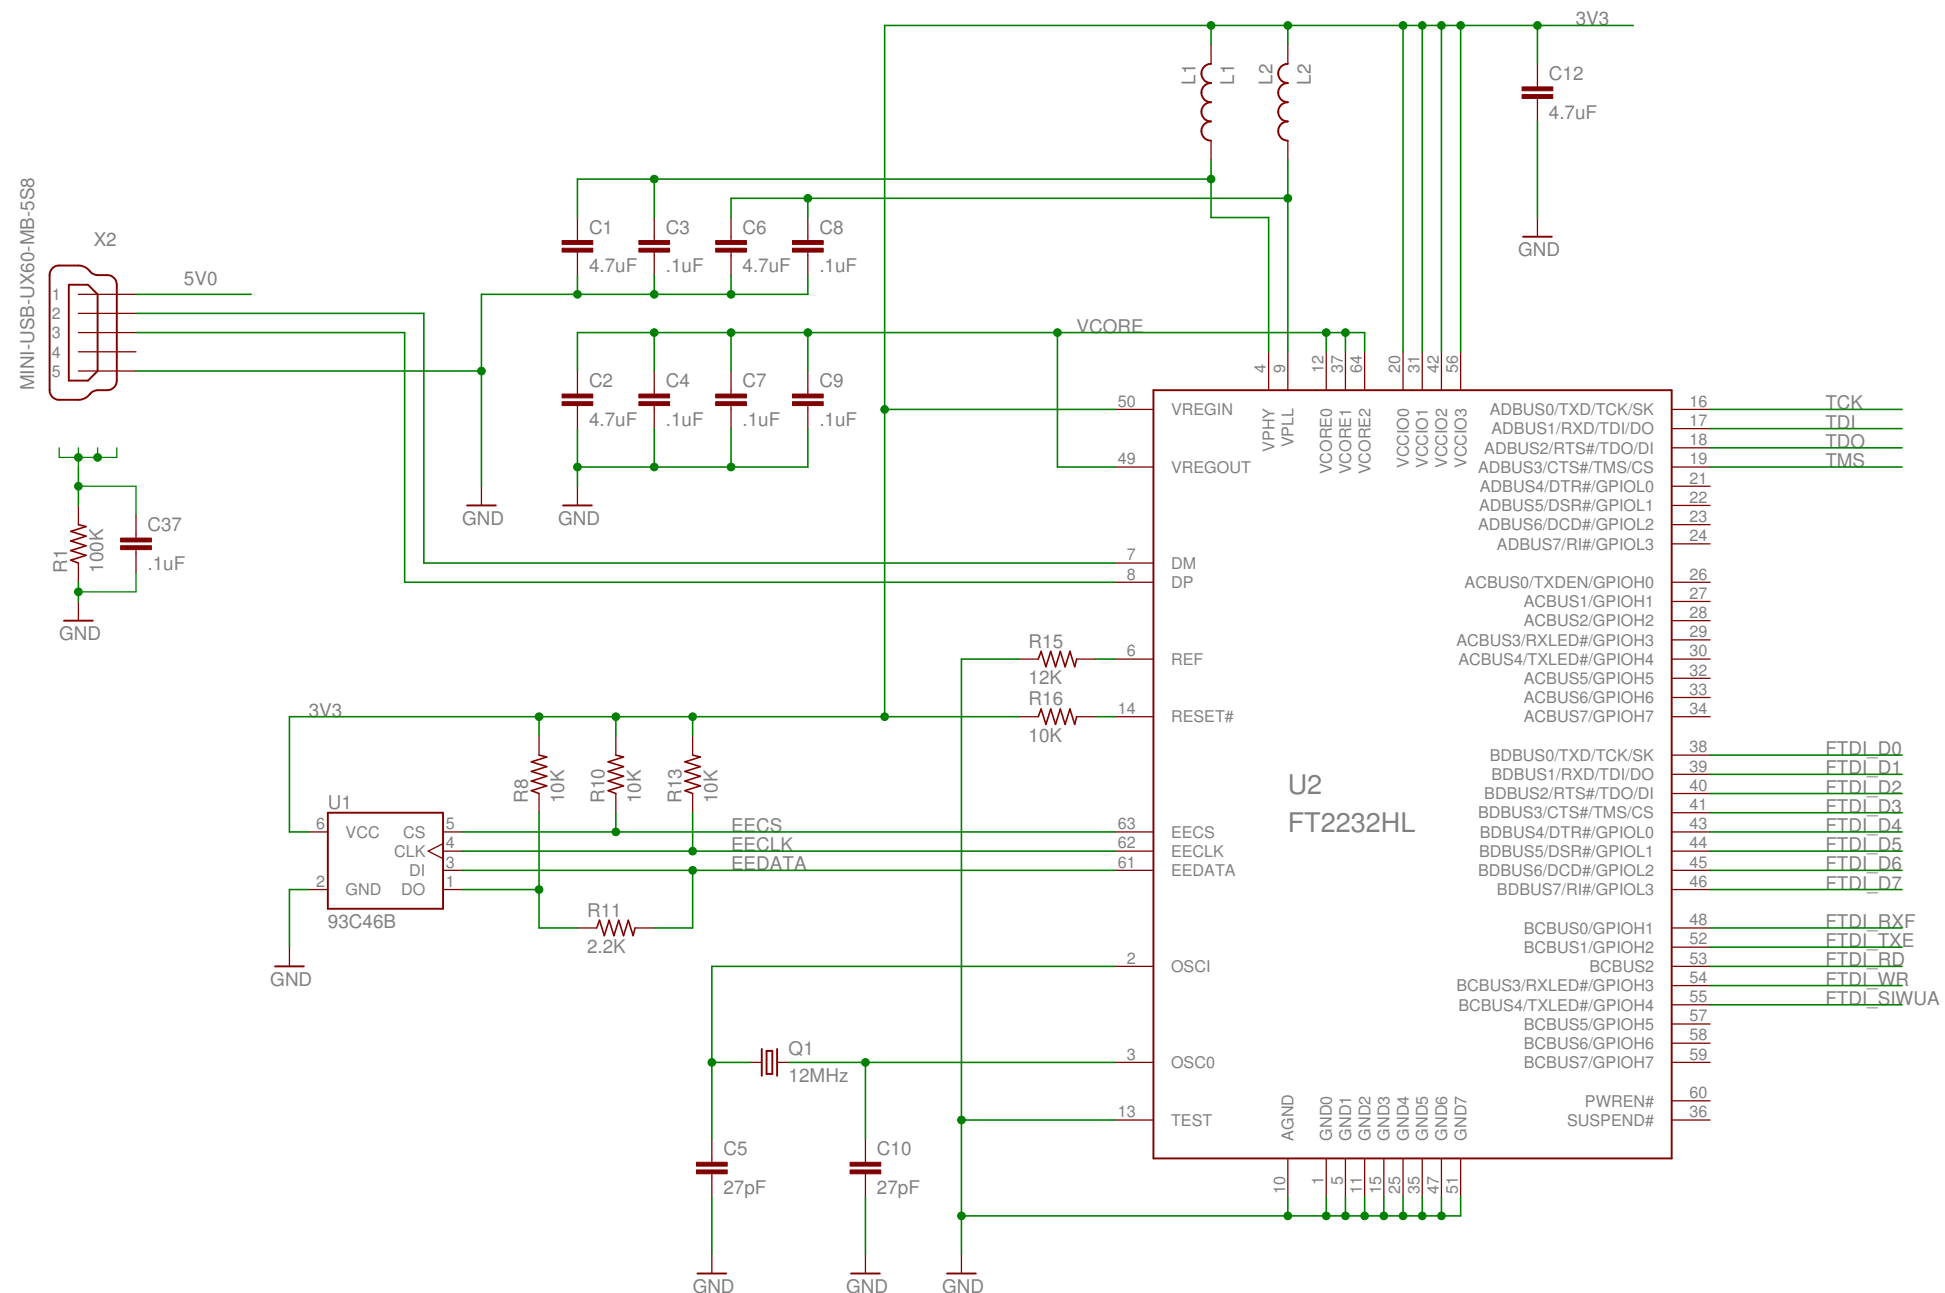 3V3
L1
L1
L2
L2
C12
4.7uF
GND
MINI-USB-UX60-MB-5S8
X2
5V0
1
2
3
4
5
C1
4.7uF
C3
.1uF
C6
4.7uF
C8
.1uF
VCORE
C2
4.7uF
C4
.1uF
C7
.1uF
C9
.1uF
GND
GND
R1
100K
C37
.1uF
GND
4
9
12
37
64
20
31
42
56
VPHY
VPLL
VCORE0
VCORE1
VCORE2
VCCIO0
VCCIO1
VCCIO2
VCCIO3
50 VREGIN
49 VREGOUT
7 DM
8 DP
R15
12K
6 REF
R16
10K
14 RESET#
3V3
R8
10K
R10
10K
R13
10K
U1
6 VCC CS 5
CLK 4
DI 3
2 GND DO 1
93C46B
GND
EECS
EECLK
EEDATA
63 EECS
62 EECLK
61 EEDATA
R11
2.2K
2 OSCI
Q1
12MHz
3 OSC0
13 TEST
C5
27pF
C10
27pF
GND
GND
GND
U2
FT2232HL
ADBUS0/TXD/TCK/SK 16 TCK
ADBUS1/RXD/TDI/DO 17 TDI
ADBUS2/RTS#/TDO/DI 18 TDO
ADBUS3/CTS#/TMS/CS 19 TMS
ADBUS4/DTR#/GPIOL0 21
ADBUS5/DSR#/GPIOL1 22
ADBUS6/DCD#/GPIOL2 23
ADBUS7/RI#/GPIOL3 24
ACBUS0/TXDEN/GPIOH0 26
ACBUS1/GPIOH1 27
ACBUS2/GPIOH2 28
ACBUS3/RXLED#/GPIOH3 29
ACBUS4/TXLED#/GPIOH4 30
ACBUS5/GPIOH5 32
ACBUS6/GPIOH6 33
ACBUS7/GPIOH7 34
BDBUS0/TXD/TCK/SK 38 FTDI_D0
BDBUS1/RXD/TDI/DO 39 FTDI_D1
BDBUS2/RTS#/TDO/DI 40 FTDI_D2
BDBUS3/CTS#/TMS/CS 41 FTDI_D3
BDBUS4/DTR#/GPIOL0 43 FTDI_D4
BDBUS5/DSR#/GPIOL1 44 FTDI_D5
BDBUS6/DCD#/GPIOL2 45 FTDI_D6
BDBUS7/RI#/GPIOL3 46 FTDI_D7
BCBUS0/GPIOH1 48 FTDI_RXF
BCBUS1/GPIOH2 52 FTDI_TXE
BCBUS2 53 FTDI_RD
BCBUS3/RXLED#/GPIOH3 54 FTDI_WR
BCBUS4/TXLED#/GPIOH4 55 FTDI_SIWUA
BCBUS5/GPIOH5 57
BCBUS6/GPIOH6 58
BCBUS7/GPIOH7 59
PWREN# 60
SUSPEND# 36
AGND
GND0
GND1
GND2
GND3
GND4
GND5
GND6
GND7
10
1
5
11
15
25
35
47
51